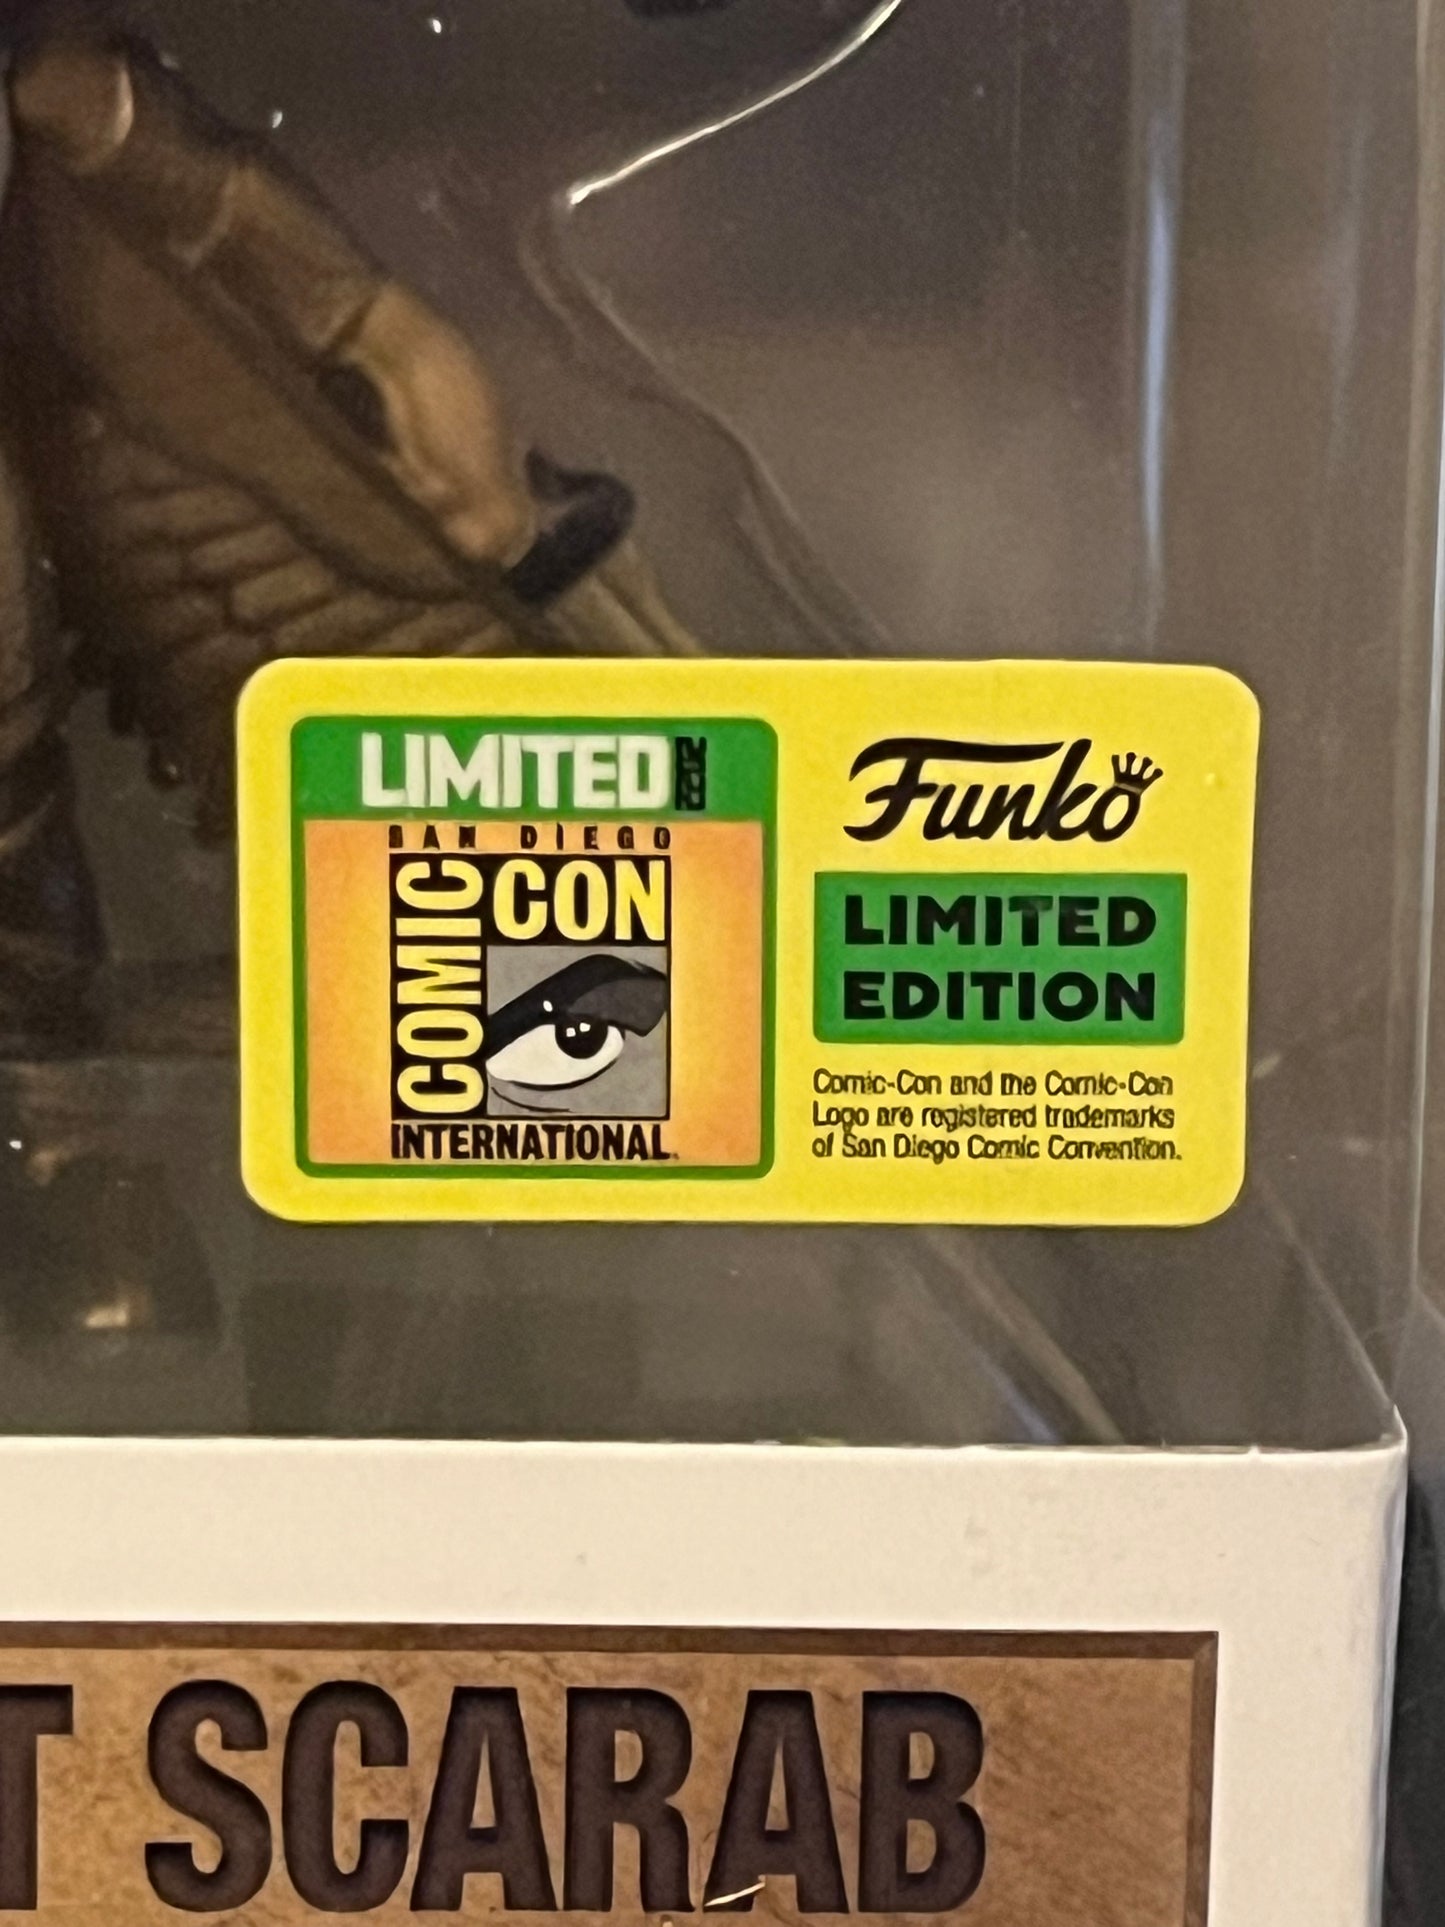 LIMITED
SAN DIEGO
COMIC CON
INTERNATIONAL
Funko
LIMITED
EDITION
Comic-Con and the Comic-Con
Logo are registered trademarks
of San Diego Comic Convention.
T SCARAB